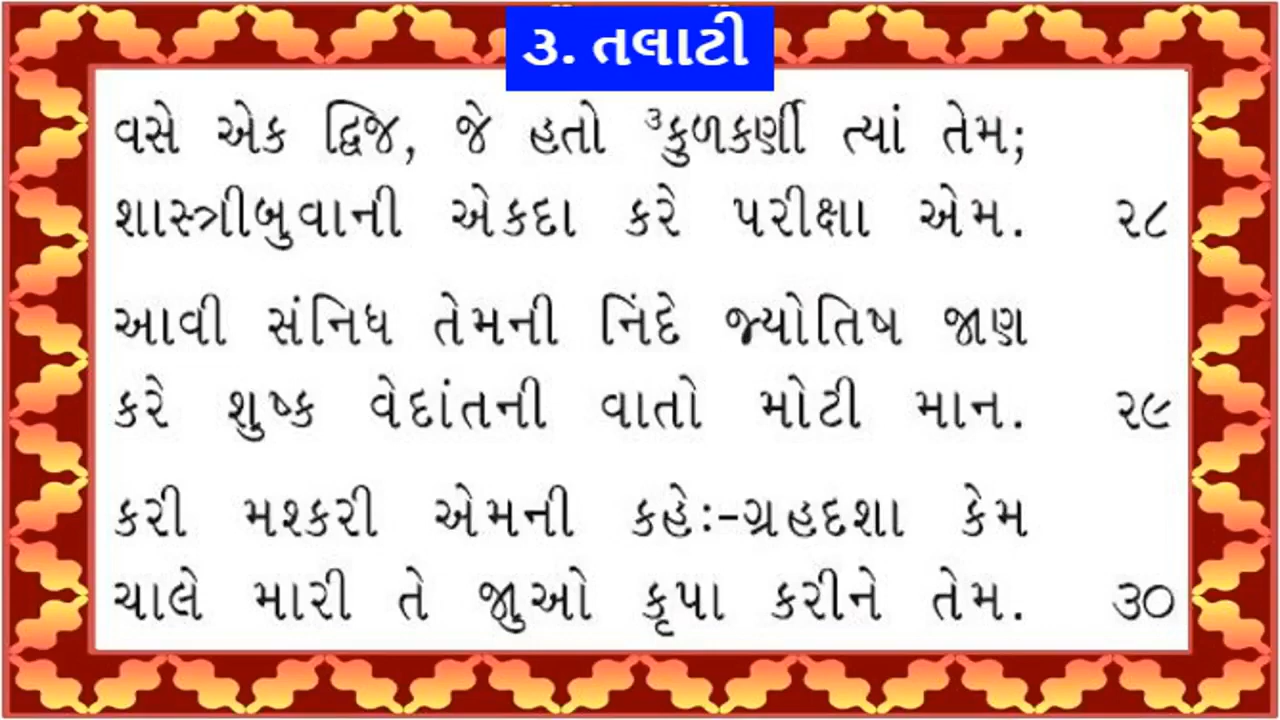 ૩. તલાટી
વસે એક દ્વિજ, જે હતો ³કુળકર્ણી ત્યાં તેમ;
શાસ્ત્રીબુવાની એકદા કરે પરીક્ષા એમ. ૨૮
આવી સંનિધ તેમની નિંદે જ્યોતિષ જાણ
કરે શુષ્ક વેદાંતની વાતો મોટી માન. ૨૯
કરી મશ્કરી એમની કહેઃ-ગ્રહદશા કેમ
ચાલે મારી તે જુઓ કૃપા કરીને તેમ. ૩૦